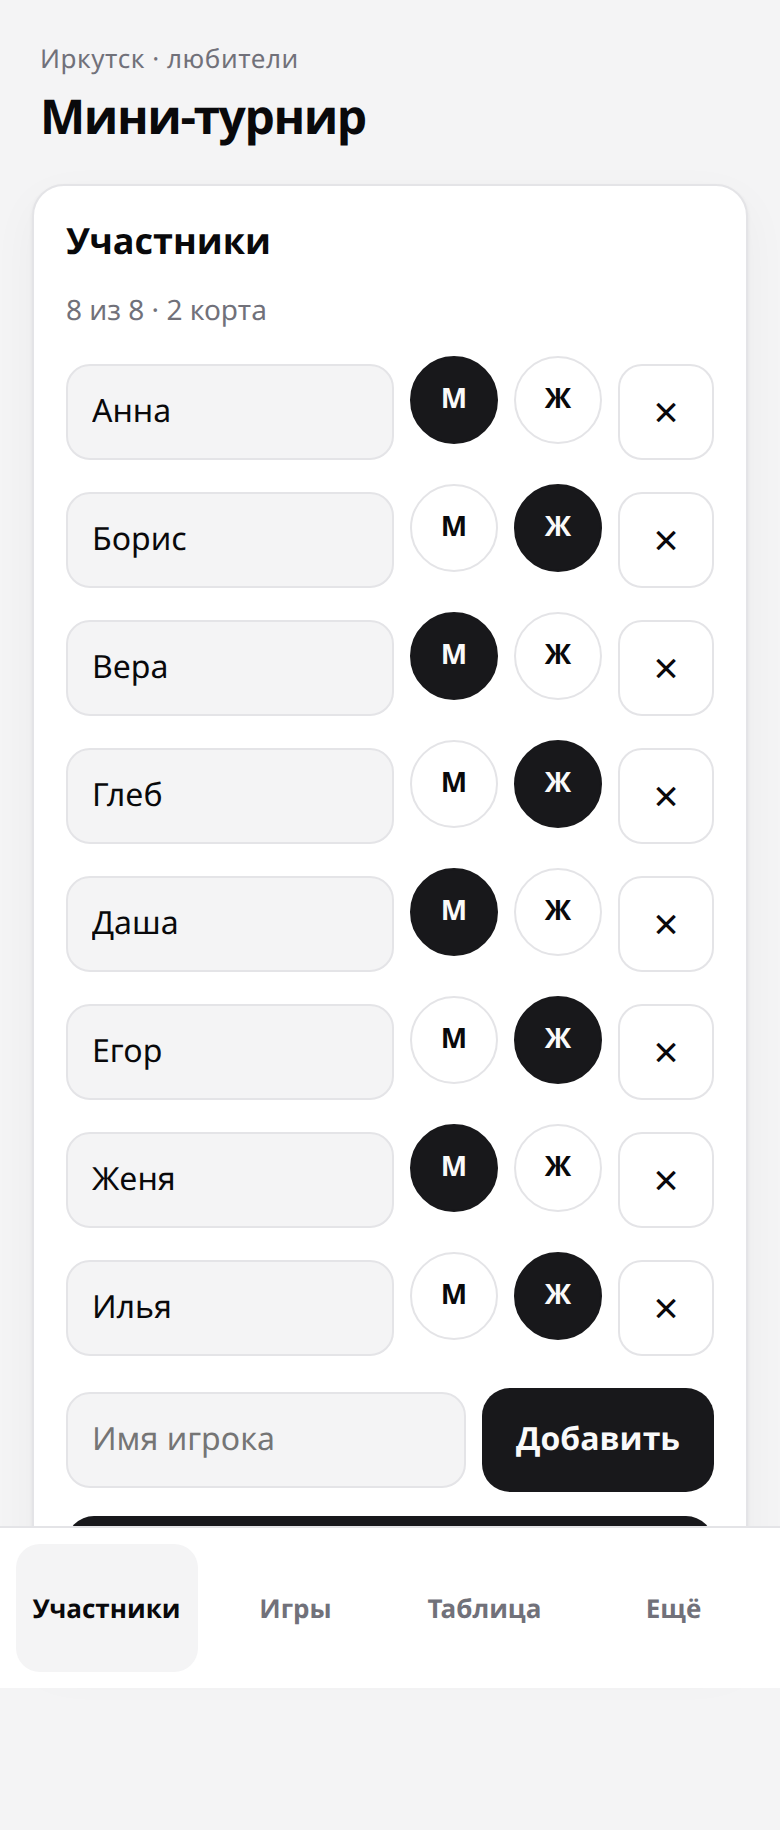 Иркутск · любители
Мини-турнир
Участники
8 из 8 · 2 корта
Анна М Ж ✕
Борис М Ж ✕
Вера М Ж ✕
Глеб М Ж ✕
Даша М Ж ✕
Егор М Ж ✕
Женя М Ж ✕
Илья М Ж ✕
Имя игрока Добавить
Участники Игры Таблица Ещё